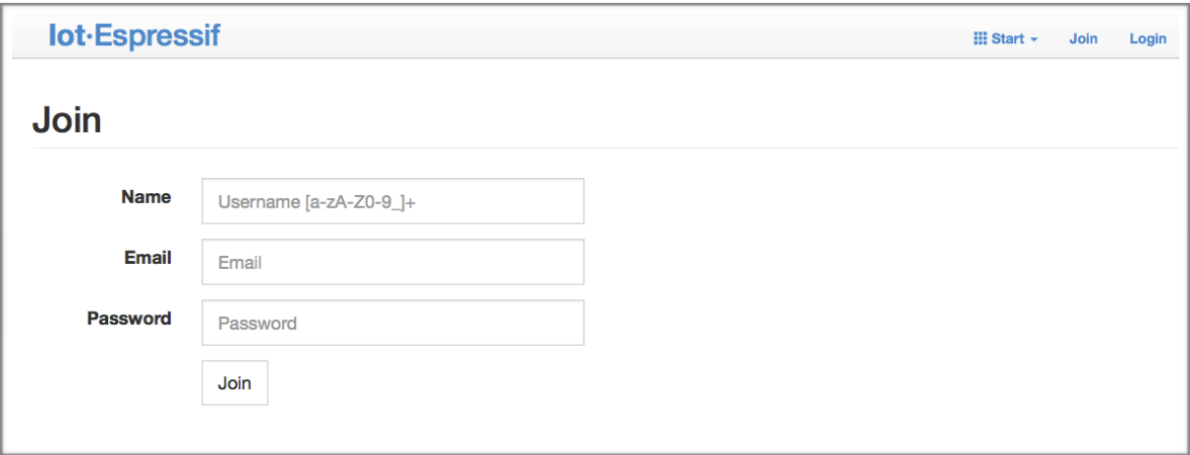 Iot·Espressif
Start Join Login
Join
Name Username [a-zA-Z0-9_]+
Email Email
Password Password
Join